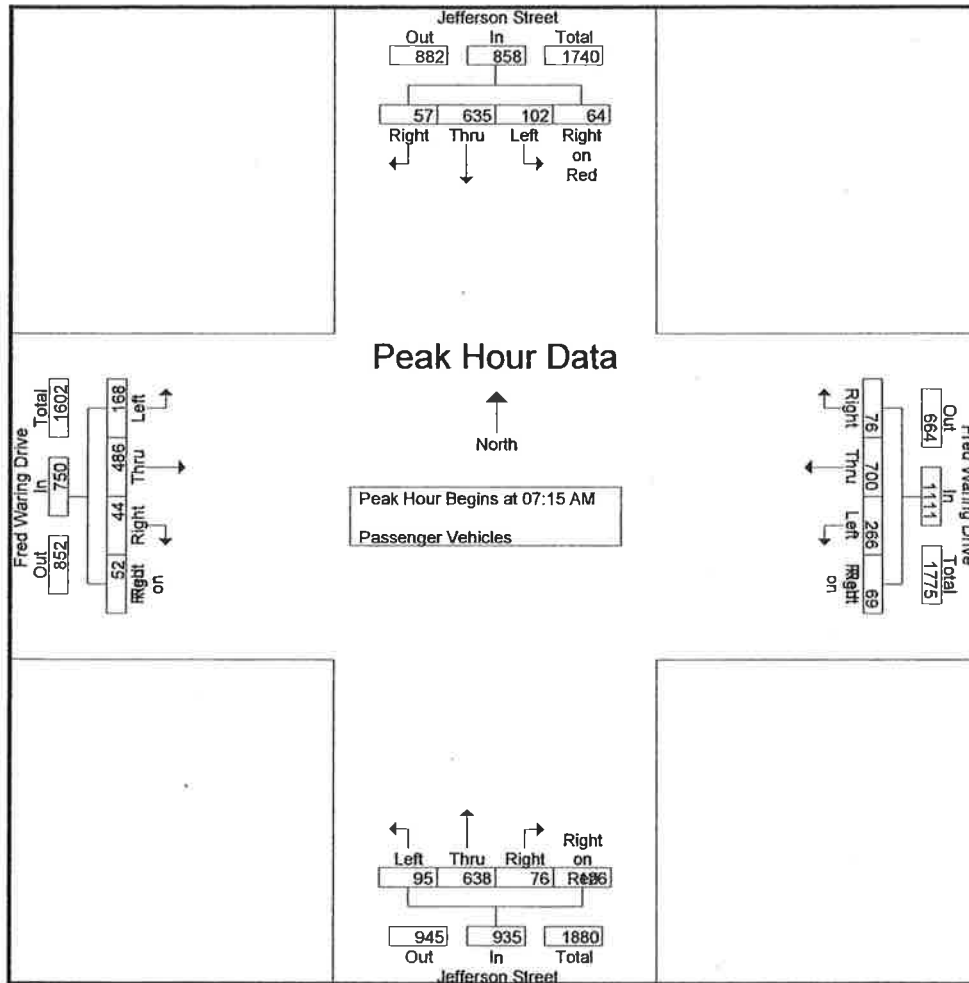 Jefferson Street
Out In Total
882 858 1740
57 635 102 64
Right Thru Left Right
on
Red
Peak Hour Data
North
Peak Hour Begins at 07:15 AM
Passenger Vehicles
Fred Waring Drive
Out In Total
852 750 1602
Left Thru Right
on
168 486 44 52
Right Thru Left
on
76 700 266 69
Out In Total
664 1111 1775
Fred Waring Drive
Right
on
Left Thru Right
95 638 76
945 935 1880
Out In Total
Jefferson Street